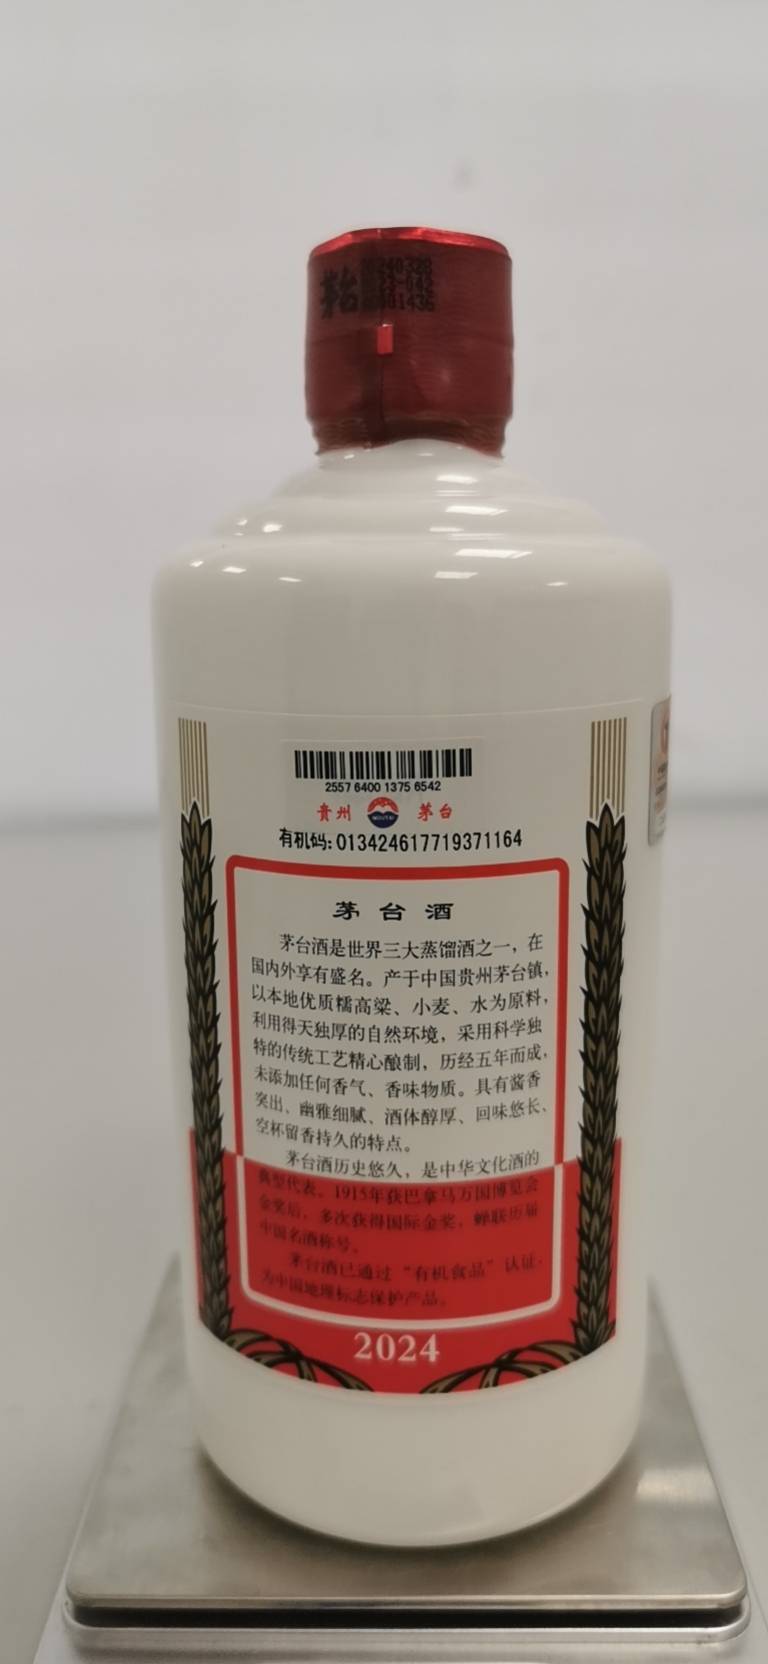 茅台
20240328
01436
2557 6400 1375 6542
贵州 MOUTAI 茅台
有机码:013424617719371164
茅台酒
茅台酒是世界三大蒸馏酒之一，在
国内外享有盛名。产于中国贵州茅台镇，
以本地优质糯高粱、小麦、水为原料，
利用得天独厚的自然环境，采用科学独
特的传统工艺精心酿制，历经五年而成，
未添加任何香气、香味物质。具有酱香
突出、幽雅细腻、酒体醇厚、回味悠长、
空杯留香持久的特点。
茅台酒历史悠久，是中华文化酒的
典型代表。1915年获巴拿马万国博览会
金奖后，多次获得国际金奖，蝉联历届
中国名酒称号。
茅台酒已通过“有机食品”认证，
为中国地理标志保护产品。
2024